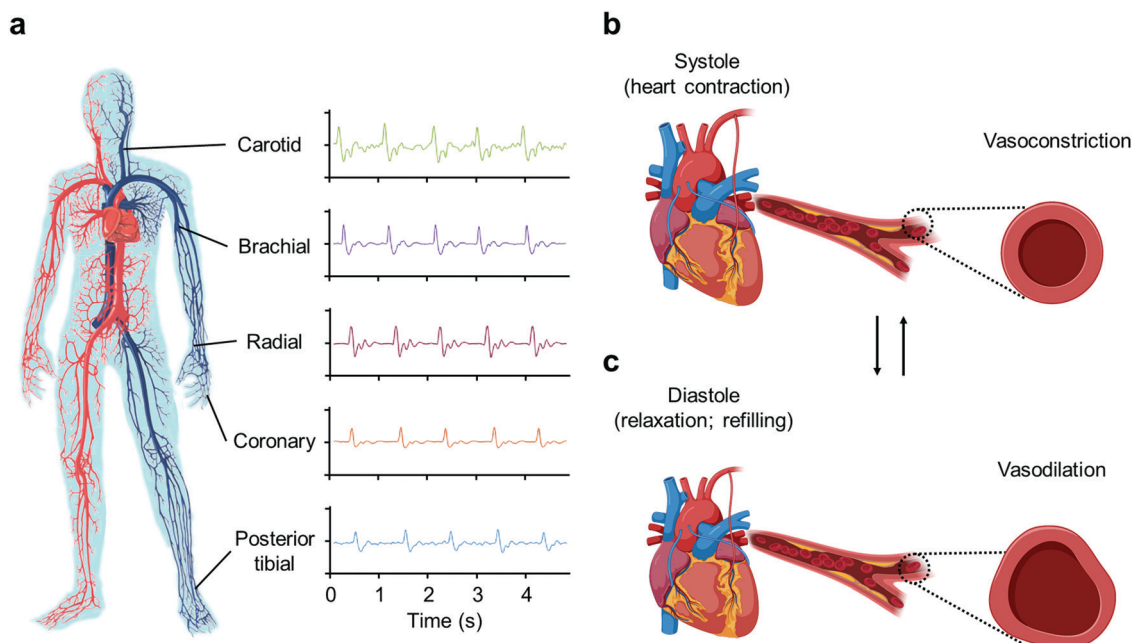 a
Carotid
Brachial
Radial
Coronary
Posterior
tibial
0 1 2 3 4
Time (s)
b
Systole
(heart contraction)
Vasoconstriction
c
Diastole
(relaxation; refilling)
Vasodilation